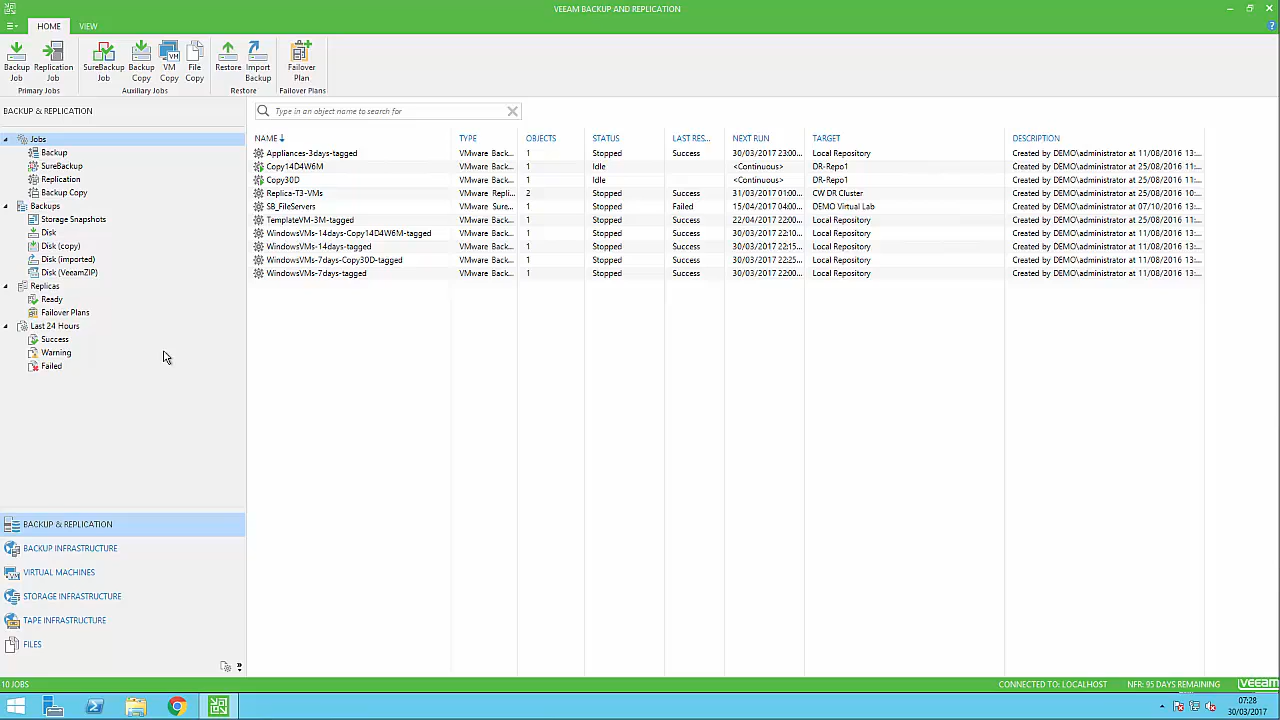 VEEAM BACKUP AND REPLICATION
HOME VIEW
Backup Job Replication Job SureBackup Job Backup Copy VM Copy File Copy Restore Import Backup Failover Plan
Primary Jobs Auxiliary Jobs Restore Failover Plans
BACKUP & REPLICATION
Jobs
Backup
SureBackup
Replication
Backup Copy
Backups
Storage Snapshots
Disk
Disk (copy)
Disk (imported)
Disk (VeeamZIP)
Replicas
Ready
Failover Plans
Last 24 Hours
Success
Warning
Failed
BACKUP & REPLICATION
BACKUP INFRASTRUCTURE
VIRTUAL MACHINES
STORAGE INFRASTRUCTURE
TAPE INFRASTRUCTURE
FILES
Type in an object name to search for
NAME TYPE OBJECTS STATUS LAST RES... NEXT RUN TARGET DESCRIPTION
Appliances-3days-tagged VMware Back... 1 Stopped Success 30/03/2017 23:00... Local Repository Created by DEMO\administrator at 11/08/2016 13:...
Copy14D4W6M VMware Back... 1 Idle <Continuous> DR-Repo1 Created by DEMO\administrator at 25/08/2016 11:...
Copy30D VMware Back... 1 Idle <Continuous> DR-Repo1 Created by DEMO\administrator at 25/08/2016 13:...
Replica-T3-VMs VMware Repli... 2 Stopped Success 31/03/2017 01:00... CW DR Cluster Created by DEMO\administrator at 25/08/2016 10:...
SB_FileServers VMware Sure... 1 Stopped Failed 15/04/2017 04:00... DEMO Virtual Lab Created by DEMO\administrator at 07/10/2016 13:...
TemplateVM-3M-tagged VMware Back... 1 Stopped Success 22/04/2017 22:00... Local Repository Created by DEMO\administrator at 25/08/2016 11:...
WindowsVMs-14days-Copy14D4W6M-tagged VMware Back... 1 Stopped Success 30/03/2017 22:10... Local Repository Created by DEMO\administrator at 11/08/2016 13:...
WindowsVMs-14days-tagged VMware Back... 1 Stopped Success 30/03/2017 22:15... Local Repository Created by DEMO\administrator at 11/08/2016 13:...
WindowsVMs-7days-Copy30D-tagged VMware Back... 1 Stopped Success 30/03/2017 22:25... Local Repository Created by DEMO\administrator at 11/08/2016 13:...
WindowsVMs-7days-tagged VMware Back... 1 Stopped Success 30/03/2017 22:00... Local Repository Created by DEMO\administrator at 11/08/2016 13:...
10 JOBS CONNECTED TO: LOCALHOST NFR: 95 DAYS REMAINING veeam
07:28
30/03/2017